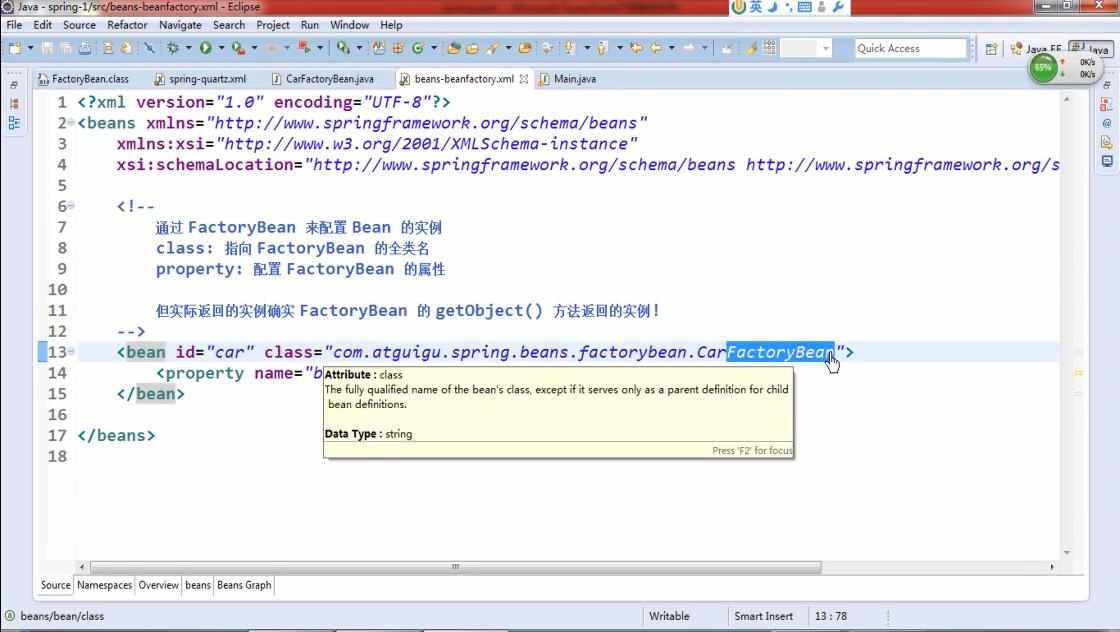 Java - spring-1/src/beans-beanfactory.xml - Eclipse
英
File Edit Source Refactor Navigate Search Project Run Window Help
Quick Access
Java EE
Java
65%
0K/s
0K/s
FactoryBean.class
spring-quartz.xml
CarFactoryBean.java
beans-beanfactory.xml
Main.java
1 <?xml version="1.0" encoding="UTF-8"?>
2 <beans xmlns="http://www.springframework.org/schema/beans"
3 xmlns:xsi="http://www.w3.org/2001/XMLSchema-instance"
4 xsi:schemaLocation="http://www.springframework.org/schema/beans http://www.springframework.org/s
5
6 <!--
7 通过 FactoryBean 来配置 Bean 的实例
8 class: 指向 FactoryBean 的全类名
9 property: 配置 FactoryBean 的属性
10
11 但实际返回的实例确实 FactoryBean 的 getObject() 方法返回的实例!
12 -->
13 <bean id="car" class="com.atguigu.spring.beans.factorybean.CarFactoryBean">
14 <property name="b
15 </bean>
16
17 </beans>
18
Attribute : class
The fully qualified name of the bean's class, except if it serves only as a parent definition for child
bean definitions.
Data Type : string
Press 'F2' for focus
Source Namespaces Overview beans Beans Graph
beans/bean/class
Writable
Smart Insert
13 : 78